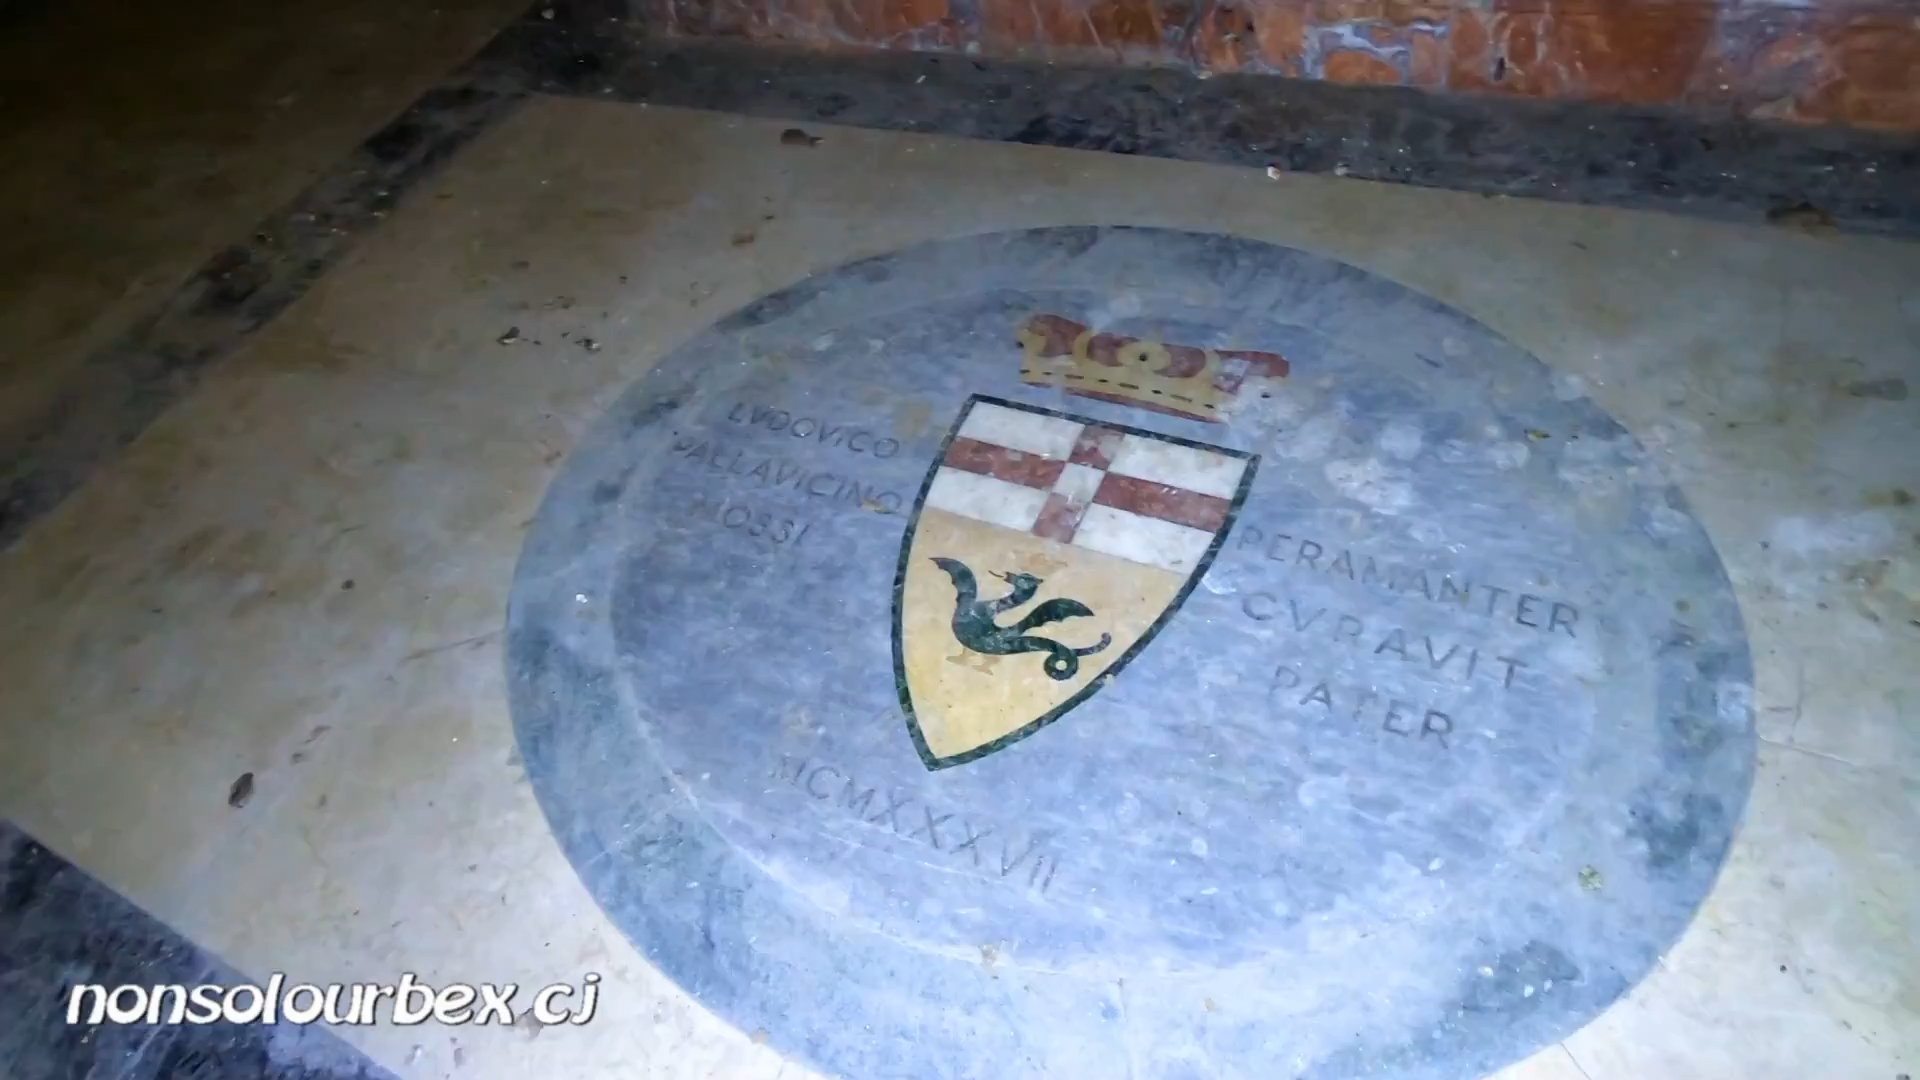 LVDOVICO
PALLAVICINO
MOSSI
PERAMANTER
CVRAVIT
PATER
MCMXXXVII
nonsolourbex cj